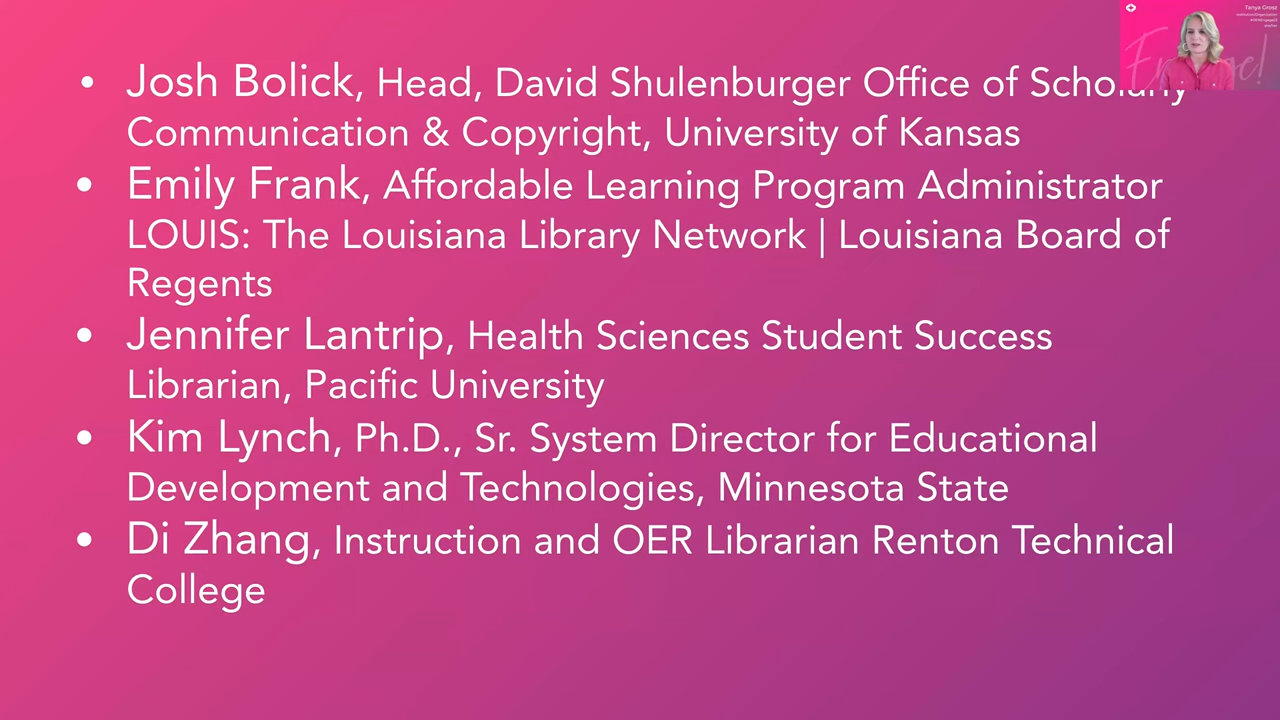 Tanya Grosz
• Josh Bolick, Head, David Shulenburger Office of Scholarly
Communication & Copyright, University of Kansas
• Emily Frank, Affordable Learning Program Administrator
LOUIS: The Louisiana Library Network | Louisiana Board of
Regents
• Jennifer Lantrip, Health Sciences Student Success
Librarian, Pacific University
• Kim Lynch, Ph.D., Sr. System Director for Educational
Development and Technologies, Minnesota State
• Di Zhang, Instruction and OER Librarian Renton Technical
College